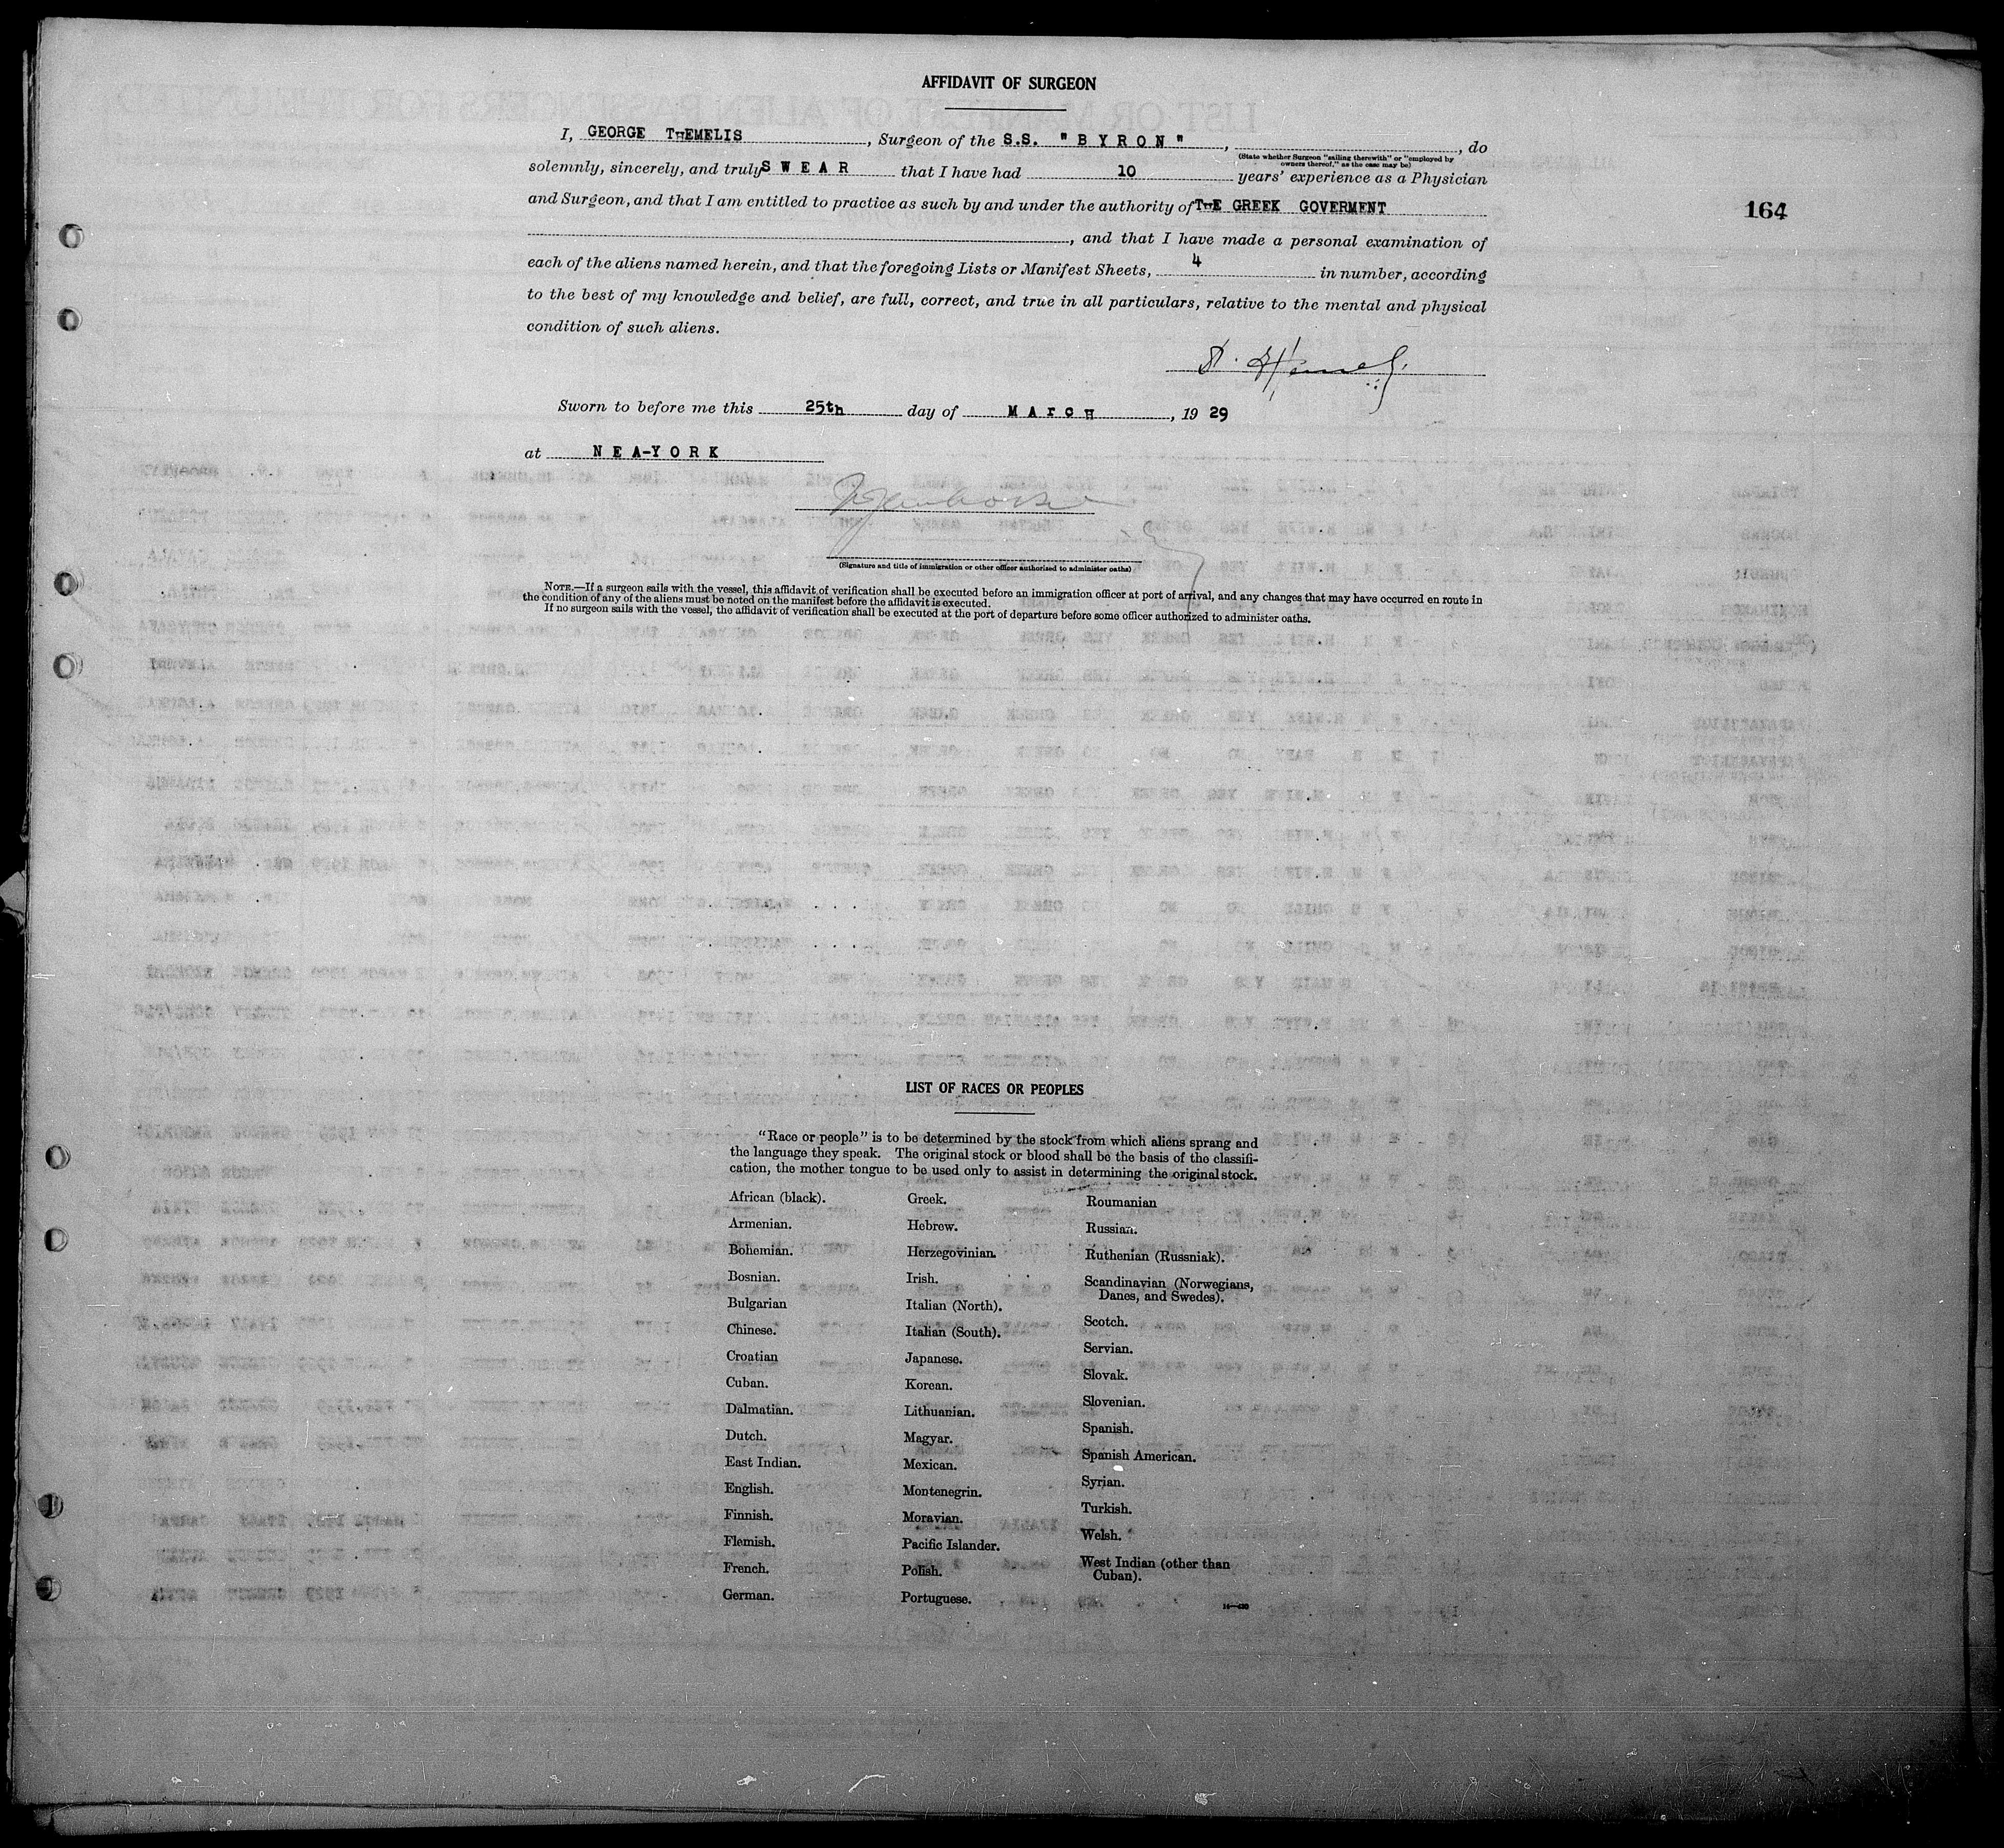 AFFIDAVIT OF SURGEON
I, GEORGE THEMELIS, Surgeon of the S.S. "BYRON", , do
(State whether Surgeon "sailing therewith" or "employed by
owners thereof," as the case may be)
solemnly, sincerely, and truly SWEAR that I have had 10 years' experience as a Physician
and Surgeon, and that I am entitled to practice as such by and under the authority of THE GREEK GOVERMENT
, and that I have made a personal examination of
164
each of the aliens named herein, and that the foregoing Lists or Manifest Sheets, 4 in number, according
to the best of my knowledge and belief, are full, correct, and true in all particulars, relative to the mental and physical
condition of such aliens.
Sworn to before me this 25th day of MArcH, 1929
at NEA-YORK
(Signature and title of immigration or other officer authorized to administer oaths)
NOTE.—If a surgeon sails with the vessel, this affidavit of verification shall be executed before an immigration officer at port of arrival, and any changes that may have occurred en route in
the condition of any of the aliens must be noted on the manifest before the affidavit is executed.
If no surgeon sails with the vessel, the affidavit of verification shall be executed at the port of departure before some officer authorized to administer oaths.
LIST OF RACES OR PEOPLES
"Race or people" is to be determined by the stock from which aliens sprang and
the language they speak. The original stock or blood shall be the basis of the classifi-
cation, the mother tongue to be used only to assist in determining the original stock.
African (black).
Armenian.
Bohemian.
Bosnian.
Bulgarian
Chinese.
Croatian
Cuban.
Dalmatian.
Dutch.
East Indian.
English.
Finnish.
Flemish.
French.
German.
Greek.
Hebrew.
Herzegovinian.
Irish.
Italian (North).
Italian (South).
Japanese.
Korean.
Lithuanian.
Magyar.
Mexican.
Montenegrin.
Moravian.
Pacific Islander.
Polish.
Portuguese.
Roumanian
Russian.
Ruthenian (Russniak).
Scandinavian (Norwegians,
Danes, and Swedes).
Scotch.
Servian.
Slovak.
Slovenian.
Spanish.
Spanish American.
Syrian.
Turkish.
Welsh.
West Indian (other than
Cuban).